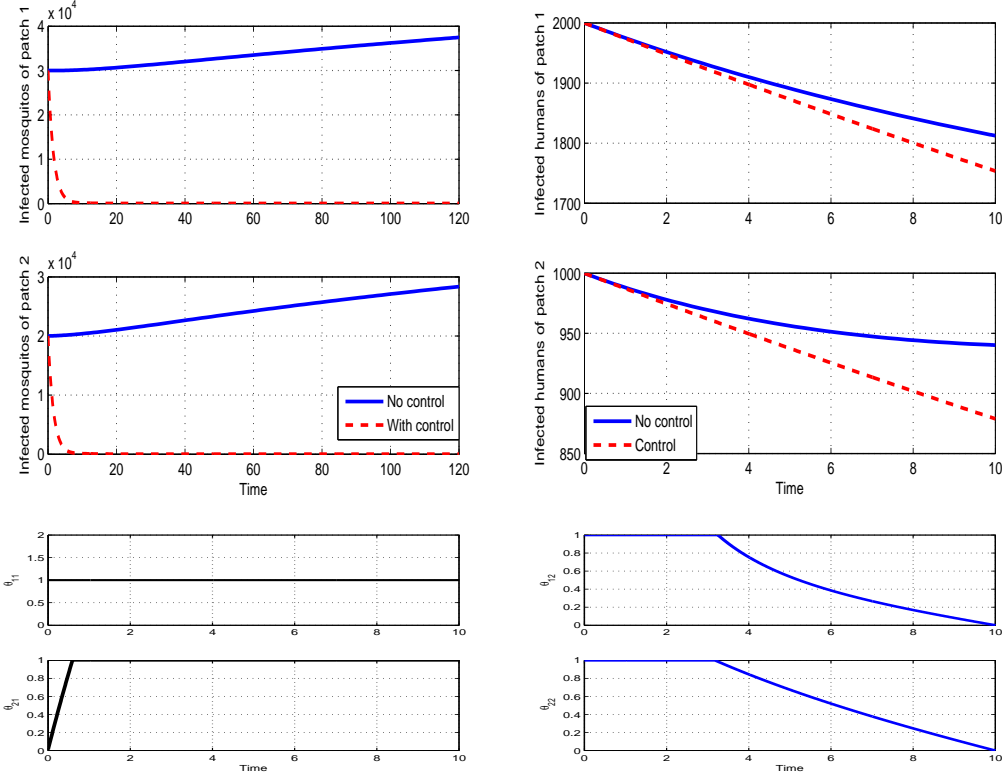 x 10^4
4
3
2
1
0
0 20 40 60 80 100 120
Infected mosquitos of patch 1
2000
1900
1800
1700
0 2 4 6 8 10
Infected humans of patch 1
x 10^4
3
2
1
0
0 20 40 60 80 100 120
Infected mosquitos of patch 2
Time
No control
With control
1000
950
900
850
0 2 4 6 8 10
Infected humans of patch 2
Time
No control
Control
2
1.5
1
0.5
0
0 2 4 6 8 10
θ11
1
0.8
0.6
0.4
0.2
0
0 2 4 6 8 10
θ12
1
0.8
0.6
0.4
0.2
0
0 2 4 6 8 10
θ21
Time
1
0.8
0.6
0.4
0.2
0
0 2 4 6 8 10
θ22
Time